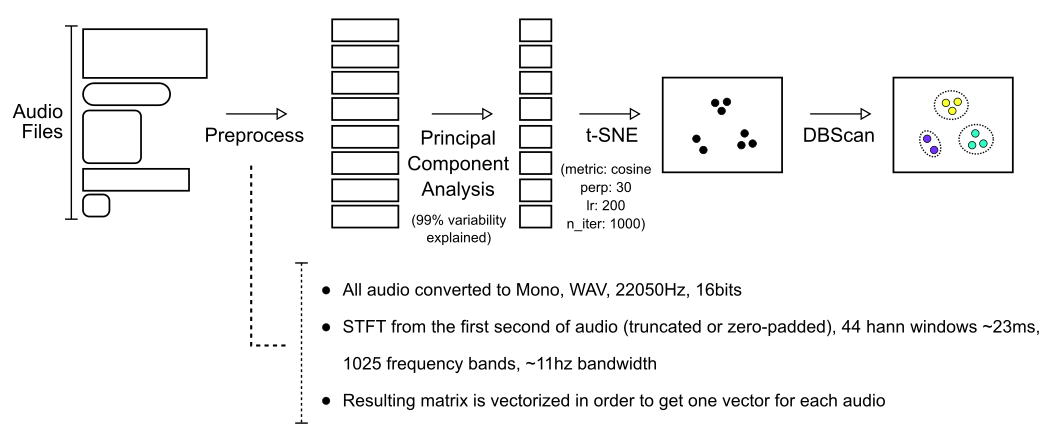 Audio
Files
Preprocess
Principal
Component
Analysis
(99% variability
explained)
t-SNE
(metric: cosine
perp: 30
lr: 200
n_iter: 1000)
DBScan
● All audio converted to Mono, WAV, 22050Hz, 16bits
● STFT from the first second of audio (truncated or zero-padded), 44 hann windows ~23ms,
1025 frequency bands, ~11hz bandwidth
● Resulting matrix is vectorized in order to get one vector for each audio